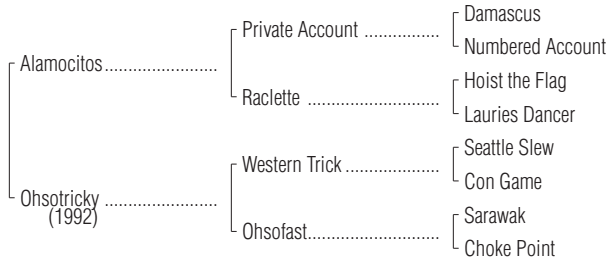 Damascus
Private Account ..................
Numbered Account
Alamocitos.......................
Hoist the Flag
Raclette ...........................
Lauries Dancer
Seattle Slew
Western Trick ...................
Con Game
Ohsotricky .......................
(1992)
Sarawak
Ohsofast...........................
Choke Point